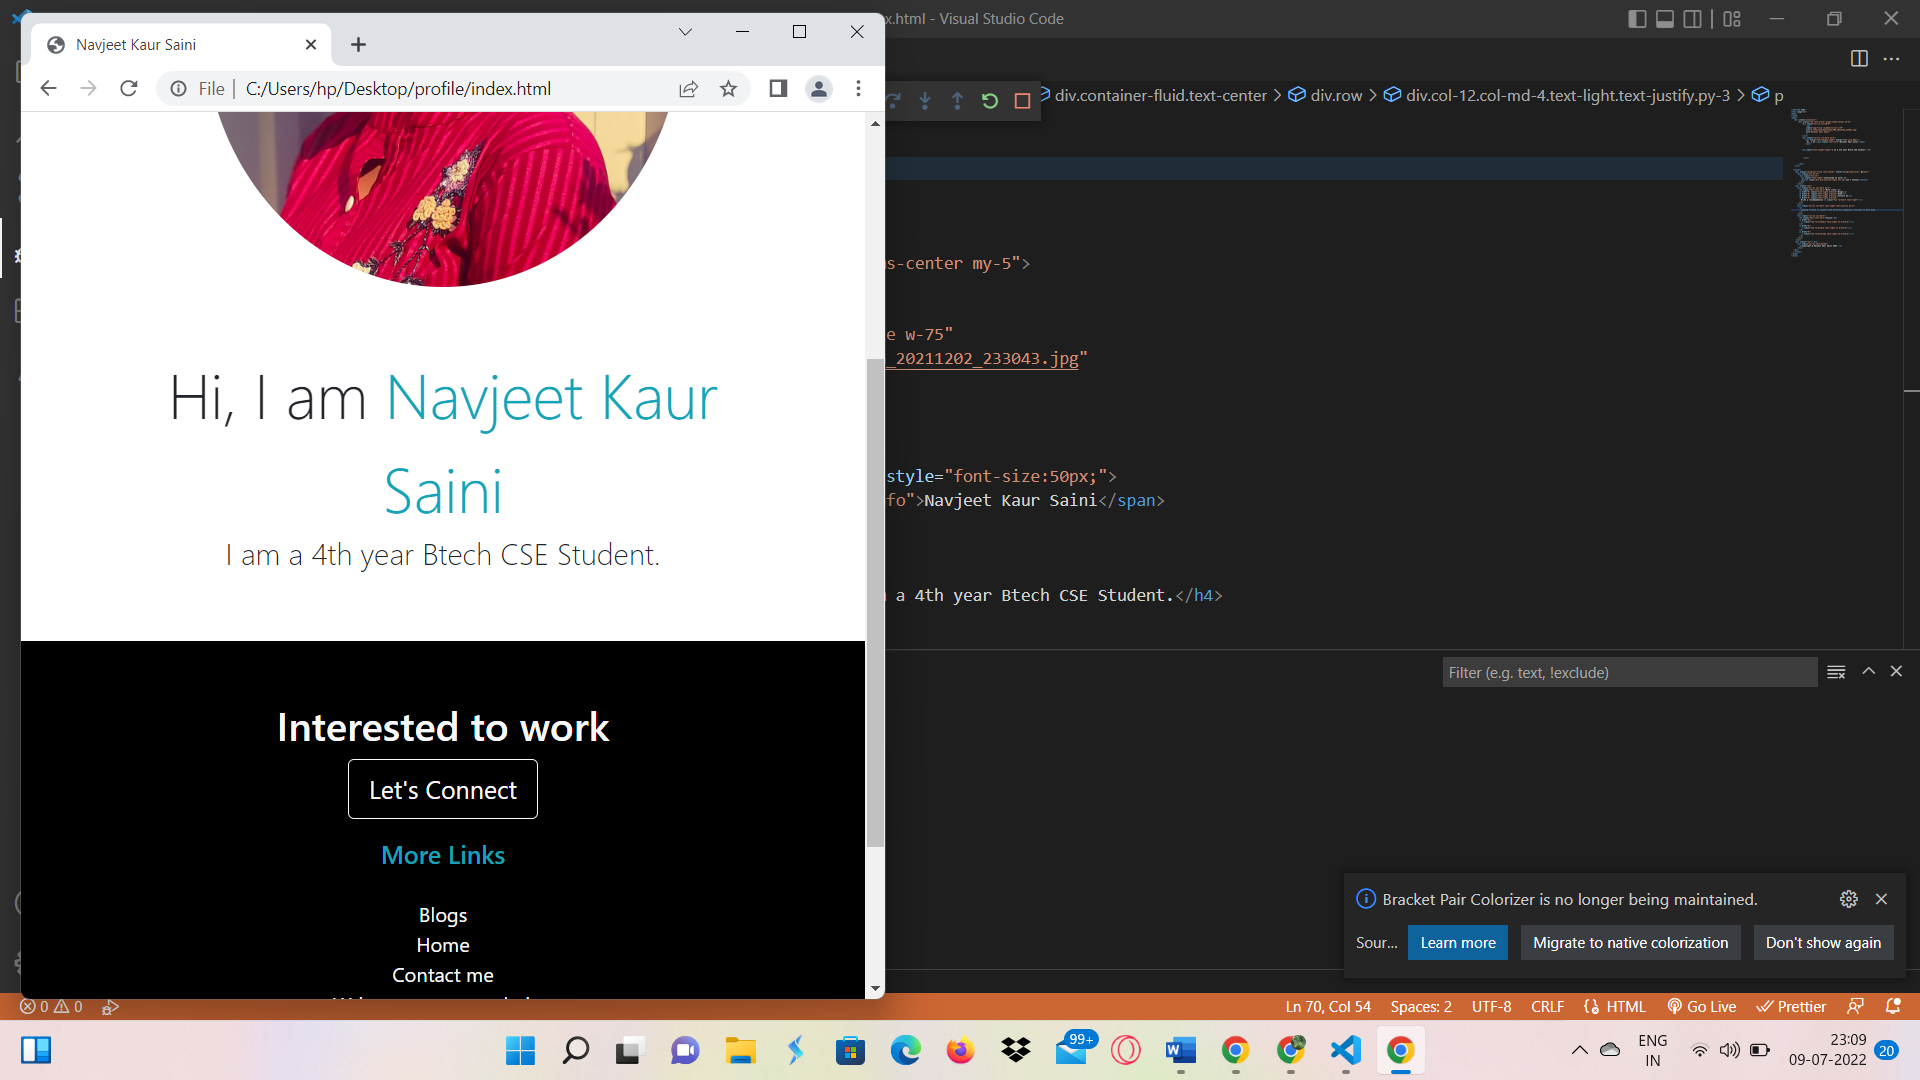 x.html - Visual Studio Code
Navjeet Kaur Saini
File | C:/Users/hp/Desktop/profile/index.html
div.container-fluid.text-center > div.row > div.col-12.col-md-4.text-light.text-justify.py-3 > p
s-center my-5">
e w-75"
_20211202_233043.jpg"
Hi, I am Navjeet Kaur
Saini
style="font-size:50px;">
fo">Navjeet Kaur Saini</span>
I am a 4th year Btech CSE Student.
a 4th year Btech CSE Student.</h4>
Filter (e.g. text, !exclude)
Interested to work
Let's Connect
More Links
Blogs
Home
Contact me
Bracket Pair Colorizer is no longer being maintained.
Sour... Learn more Migrate to native colorization Don't show again
0 0 Ln 70, Col 54 Spaces: 2 UTF-8 CRLF {} HTML Go Live Prettier
99+
ENG
IN
23:09
09-07-2022
20